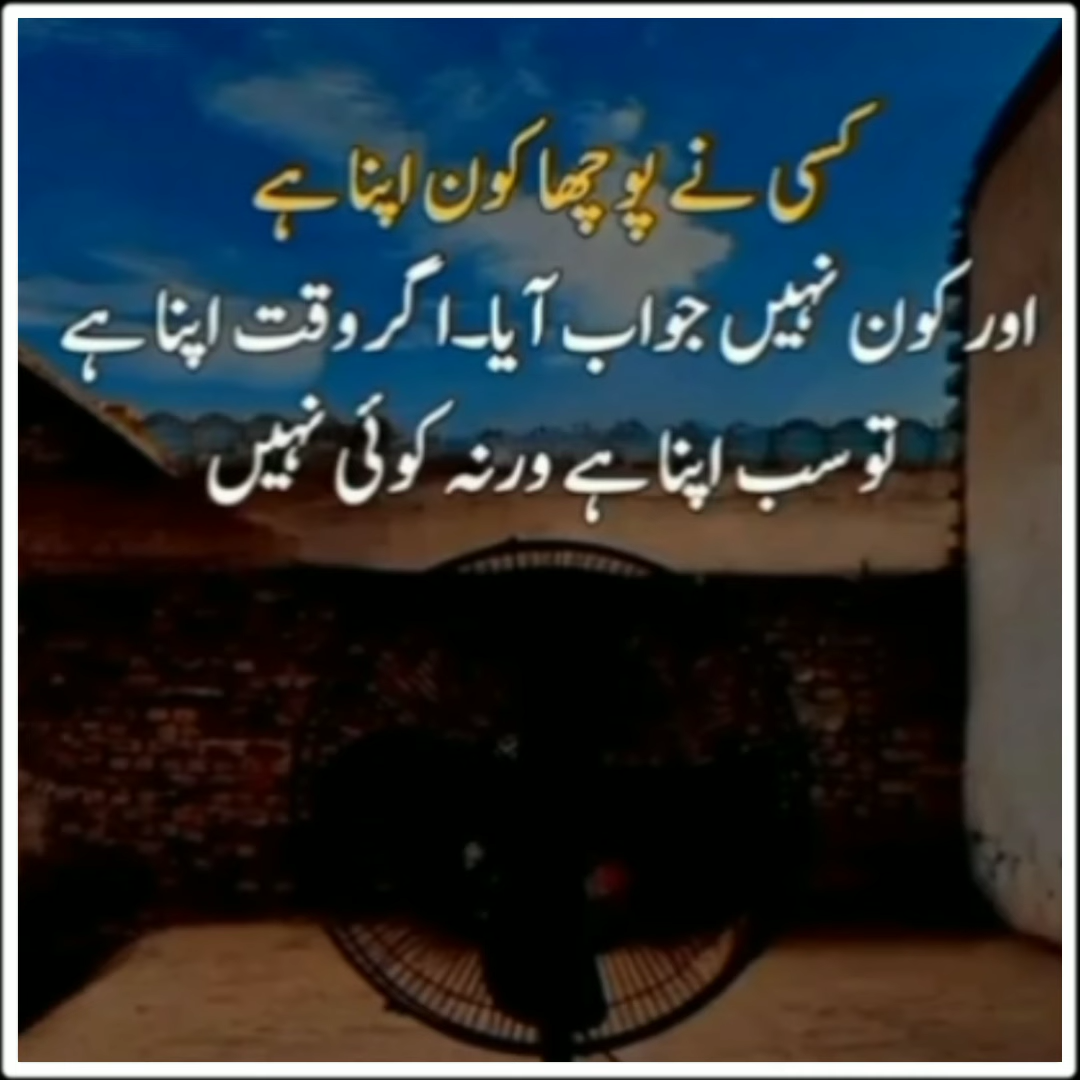 کسی نے پوچھا کون اپنا ہے
اور کون نہیں جواب آیا۔اگر وقت اپنا ہے
تو سب اپنا ہے ورنہ کوئی نہیں